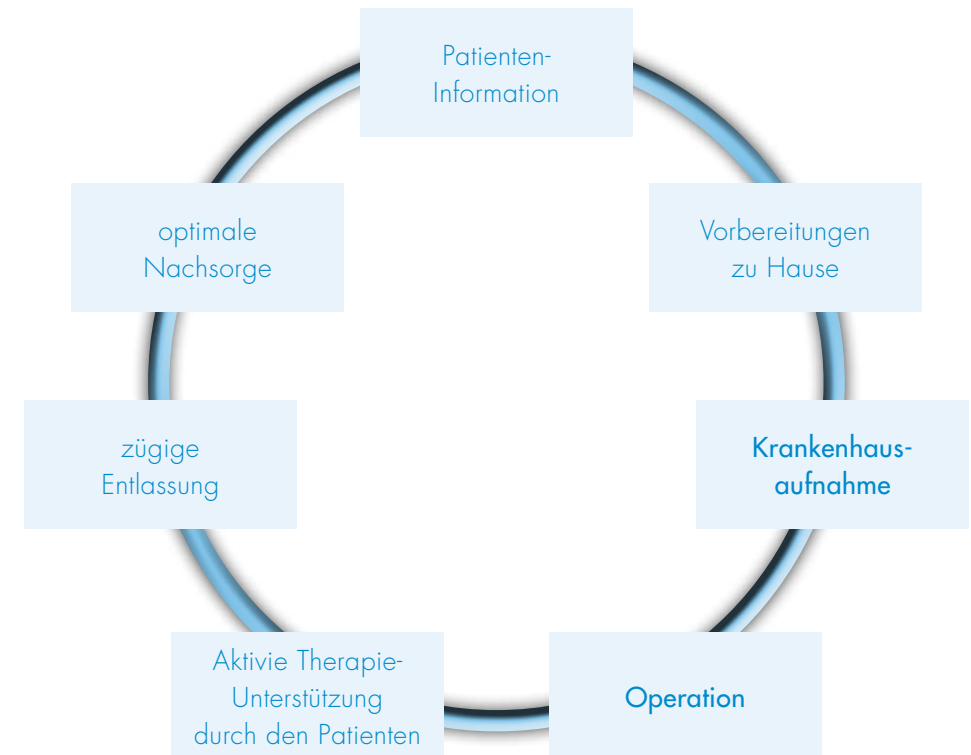 Patienten-
Information
Vorbereitungen
zu Hause
Krankenhaus-
aufnahme
Operation
Aktivie Therapie-
Unterstützung
durch den Patienten
zügige
Entlassung
optimale
Nachsorge